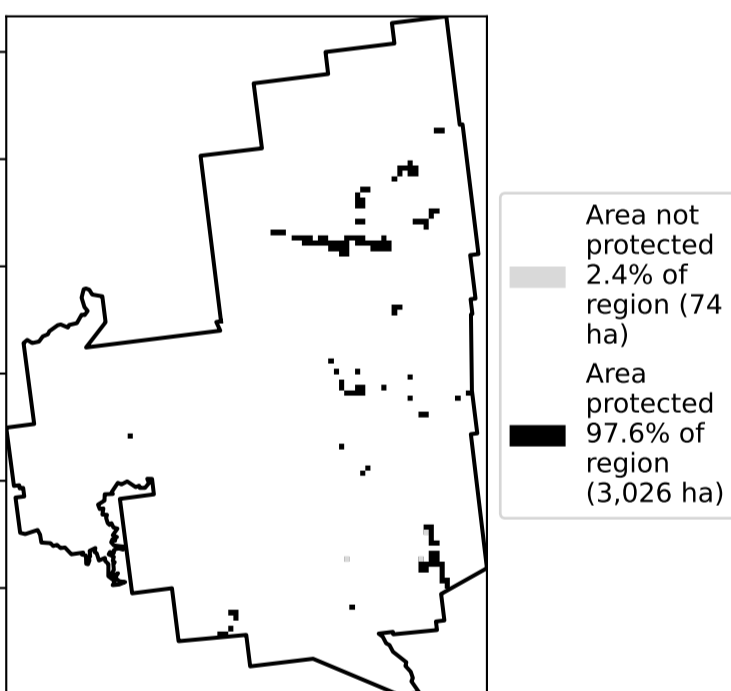 Area not
protected
2.4% of
region (74
ha)
Area
protected
97.6% of
region
(3,026 ha)